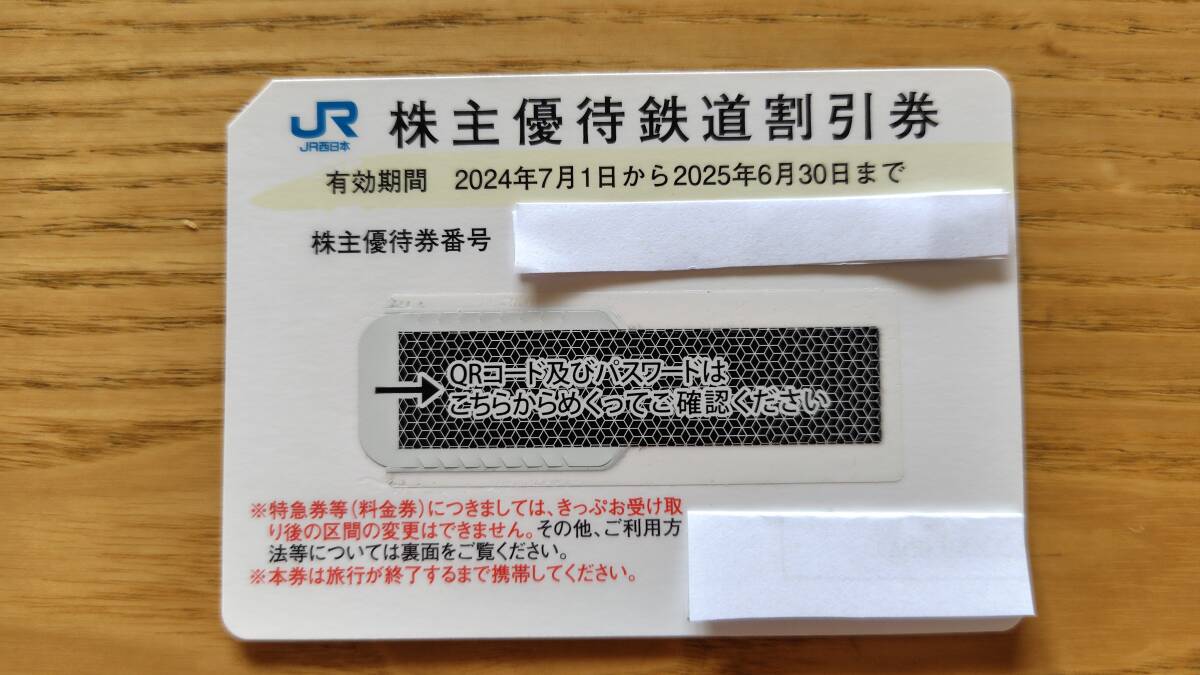 JR
JR西日本
株主優待鉄道割引券
有効期間 2024年7月1日から2025年6月30日まで
株主優待券番号
QRコード及びパスワードは
こちらからめくってご確認ください
※特急券等(料金券)につきましては、きっぷお受け取
り後の区間の変更はできません。その他、ご利用方
法等については裏面をご覧ください。
※本券は旅行が終了するまで携帯してください。